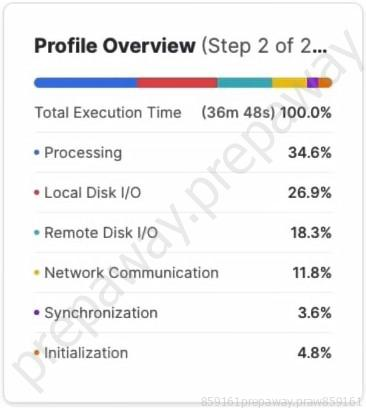 Profile Overview (Step 2 of 2...
Total Execution Time (36m 48s) 100.0%
Processing 34.6%
Local Disk I/O 26.9%
Remote Disk I/O 18.3%
Network Communication 11.8%
Synchronization 3.6%
Initialization 4.8%
prepaway.prepaway
859161prepaway.praw859161